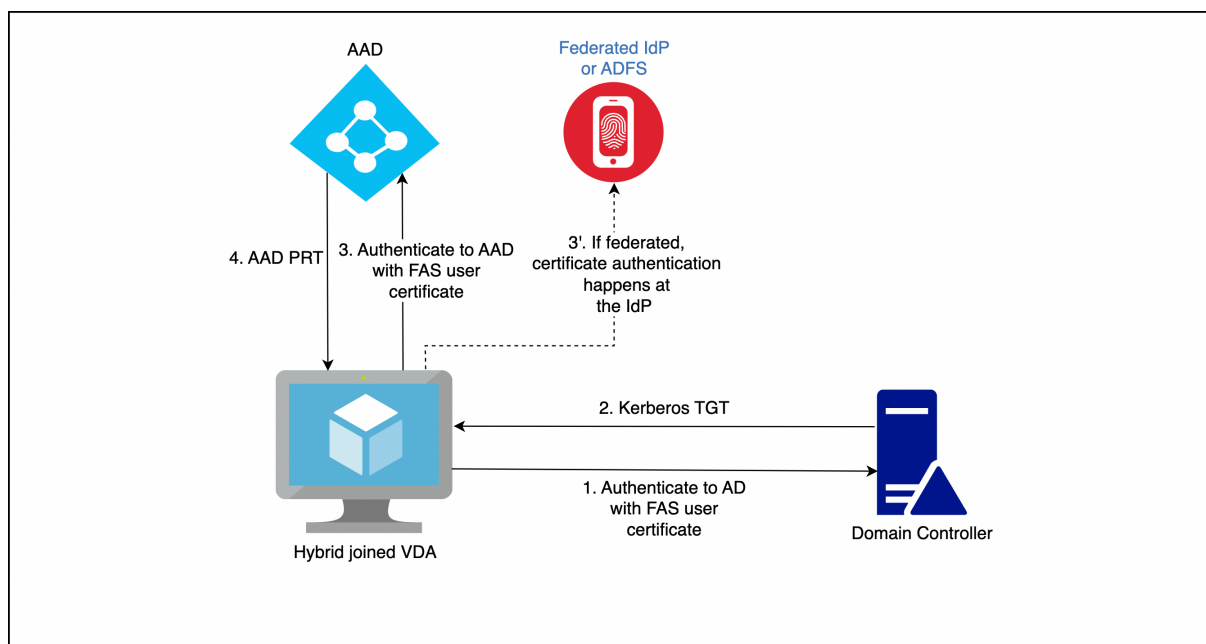 AAD
Federated IdP
or ADFS
4. AAD PRT
3. Authenticate to AAD
with FAS user
certificate
3'. If federated,
certificate authentication
happens at
the IdP
2. Kerberos TGT
1. Authenticate to AD
with FAS user
certificate
Hybrid joined VDA
Domain Controller